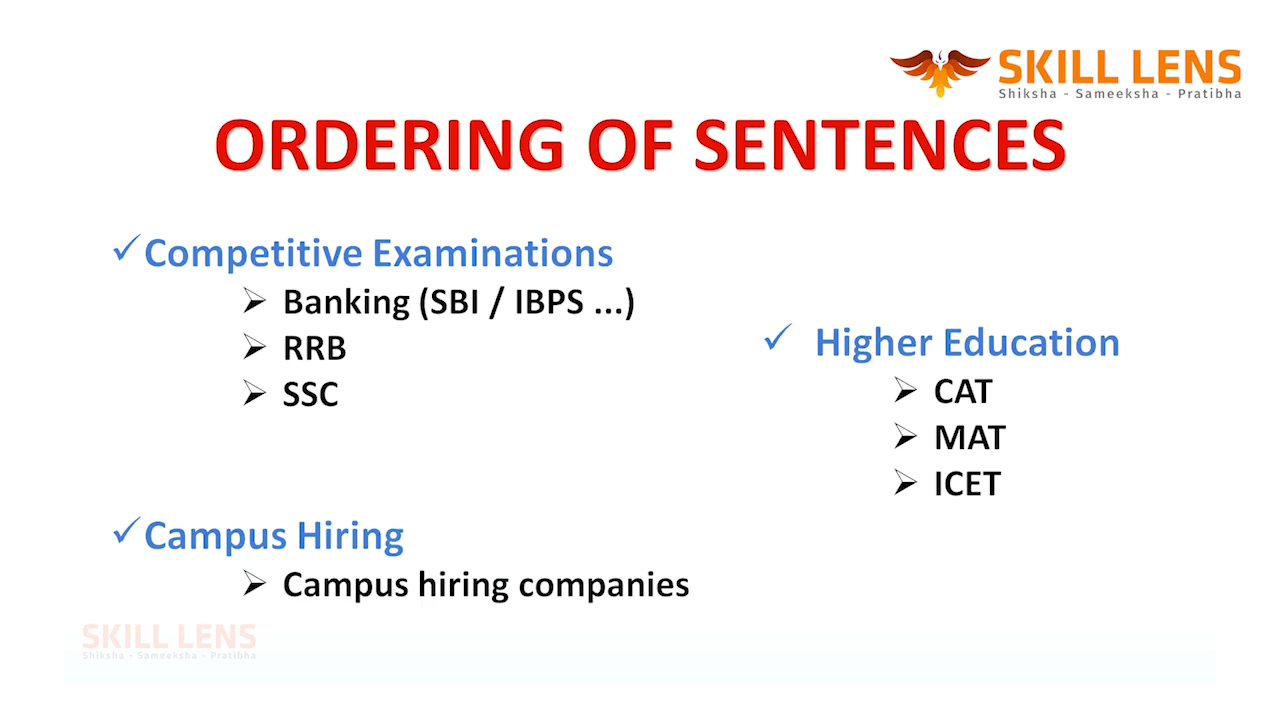 SKILL LENS
Shiksha - Sameeksha - Pratibha
ORDERING OF SENTENCES
Competitive Examinations
Banking (SBI / IBPS ...)
RRB
SSC
Higher Education
CAT
MAT
ICET
Campus Hiring
Campus hiring companies
SKILL LENS
Shiksha - Sameeksha - Pratibha